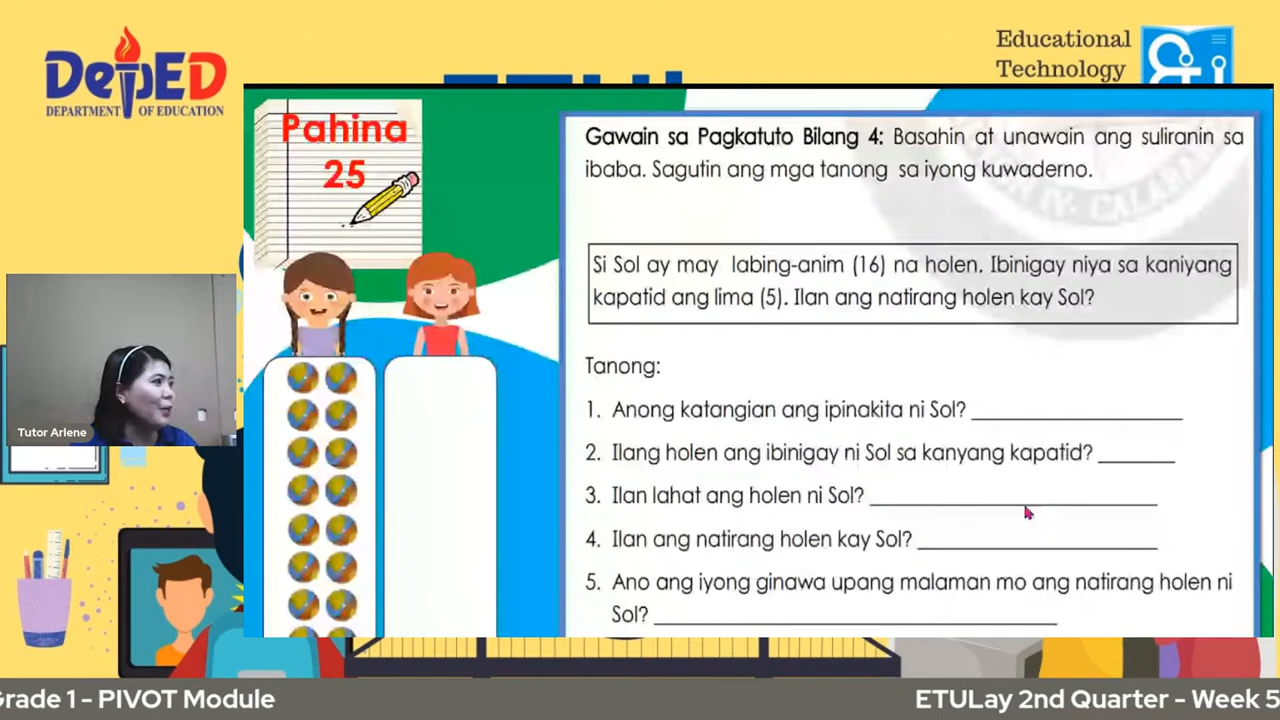 DepED
DEPARTMENT OF EDUCATION
Educational
Technology
Pahina
25
Gawain sa Pagkatuto Bilang 4: Basahin at unawain ang suliranin sa
ibaba. Sagutin ang mga tanong sa iyong kuwaderno.
Si Sol ay may labing-anim (16) na holen. Ibinigay niya sa kaniyang
kapatid ang lima (5). Ilan ang natirang holen kay Sol?
Tanong:
1. Anong katangian ang ipinakita ni Sol?
2. Ilang holen ang ibinigay ni Sol sa kanyang kapatid?
3. Ilan lahat ang holen ni Sol?
4. Ilan ang natirang holen kay Sol?
5. Ano ang iyong ginawa upang malaman mo ang natirang holen ni
Sol?
Tutor Arlene
Grade 1 - PIVOT Module
ETULay 2nd Quarter - Week 5